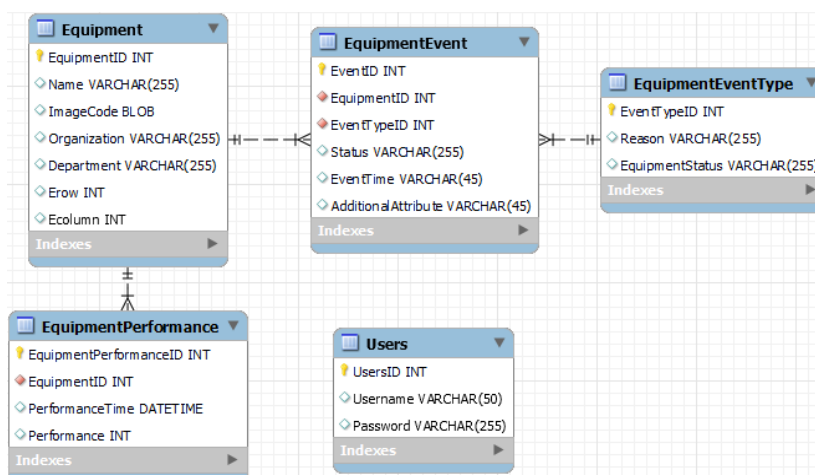 Equipment
EquipmentID INT
Name VARCHAR(255)
ImageCode BLOB
Organization VARCHAR(255)
Department VARCHAR(255)
Erow INT
Ecolumn INT
Indexes
EquipmentEvent
EventID INT
EquipmentID INT
EventTypeID INT
Status VARCHAR(255)
EventTime VARCHAR(45)
AdditionalAttribute VARCHAR(45)
Indexes
EquipmentEventType
EventTypeID INT
Reason VARCHAR(255)
EquipmentStatus VARCHAR(255)
Indexes
EquipmentPerformance
EquipmentPerformanceID INT
EquipmentID INT
PerformanceTime DATETIME
Performance INT
Indexes
Users
UsersID INT
Username VARCHAR(50)
Password VARCHAR(255)
Indexes